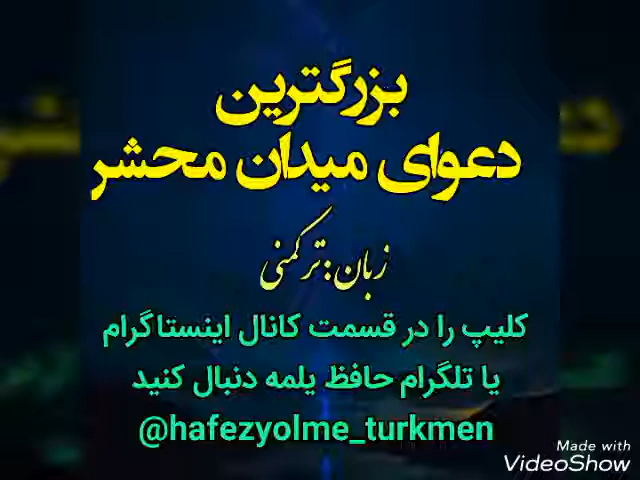 بزرگترین
دعوای میدان محشر
زبان:ترکمنی
کلیپ را در قسمت کانال اینستاگرام
یا تلگرام حافظ یلمه دنبال کنید
@hafezyolme_turkmen
Made with
VideoShow